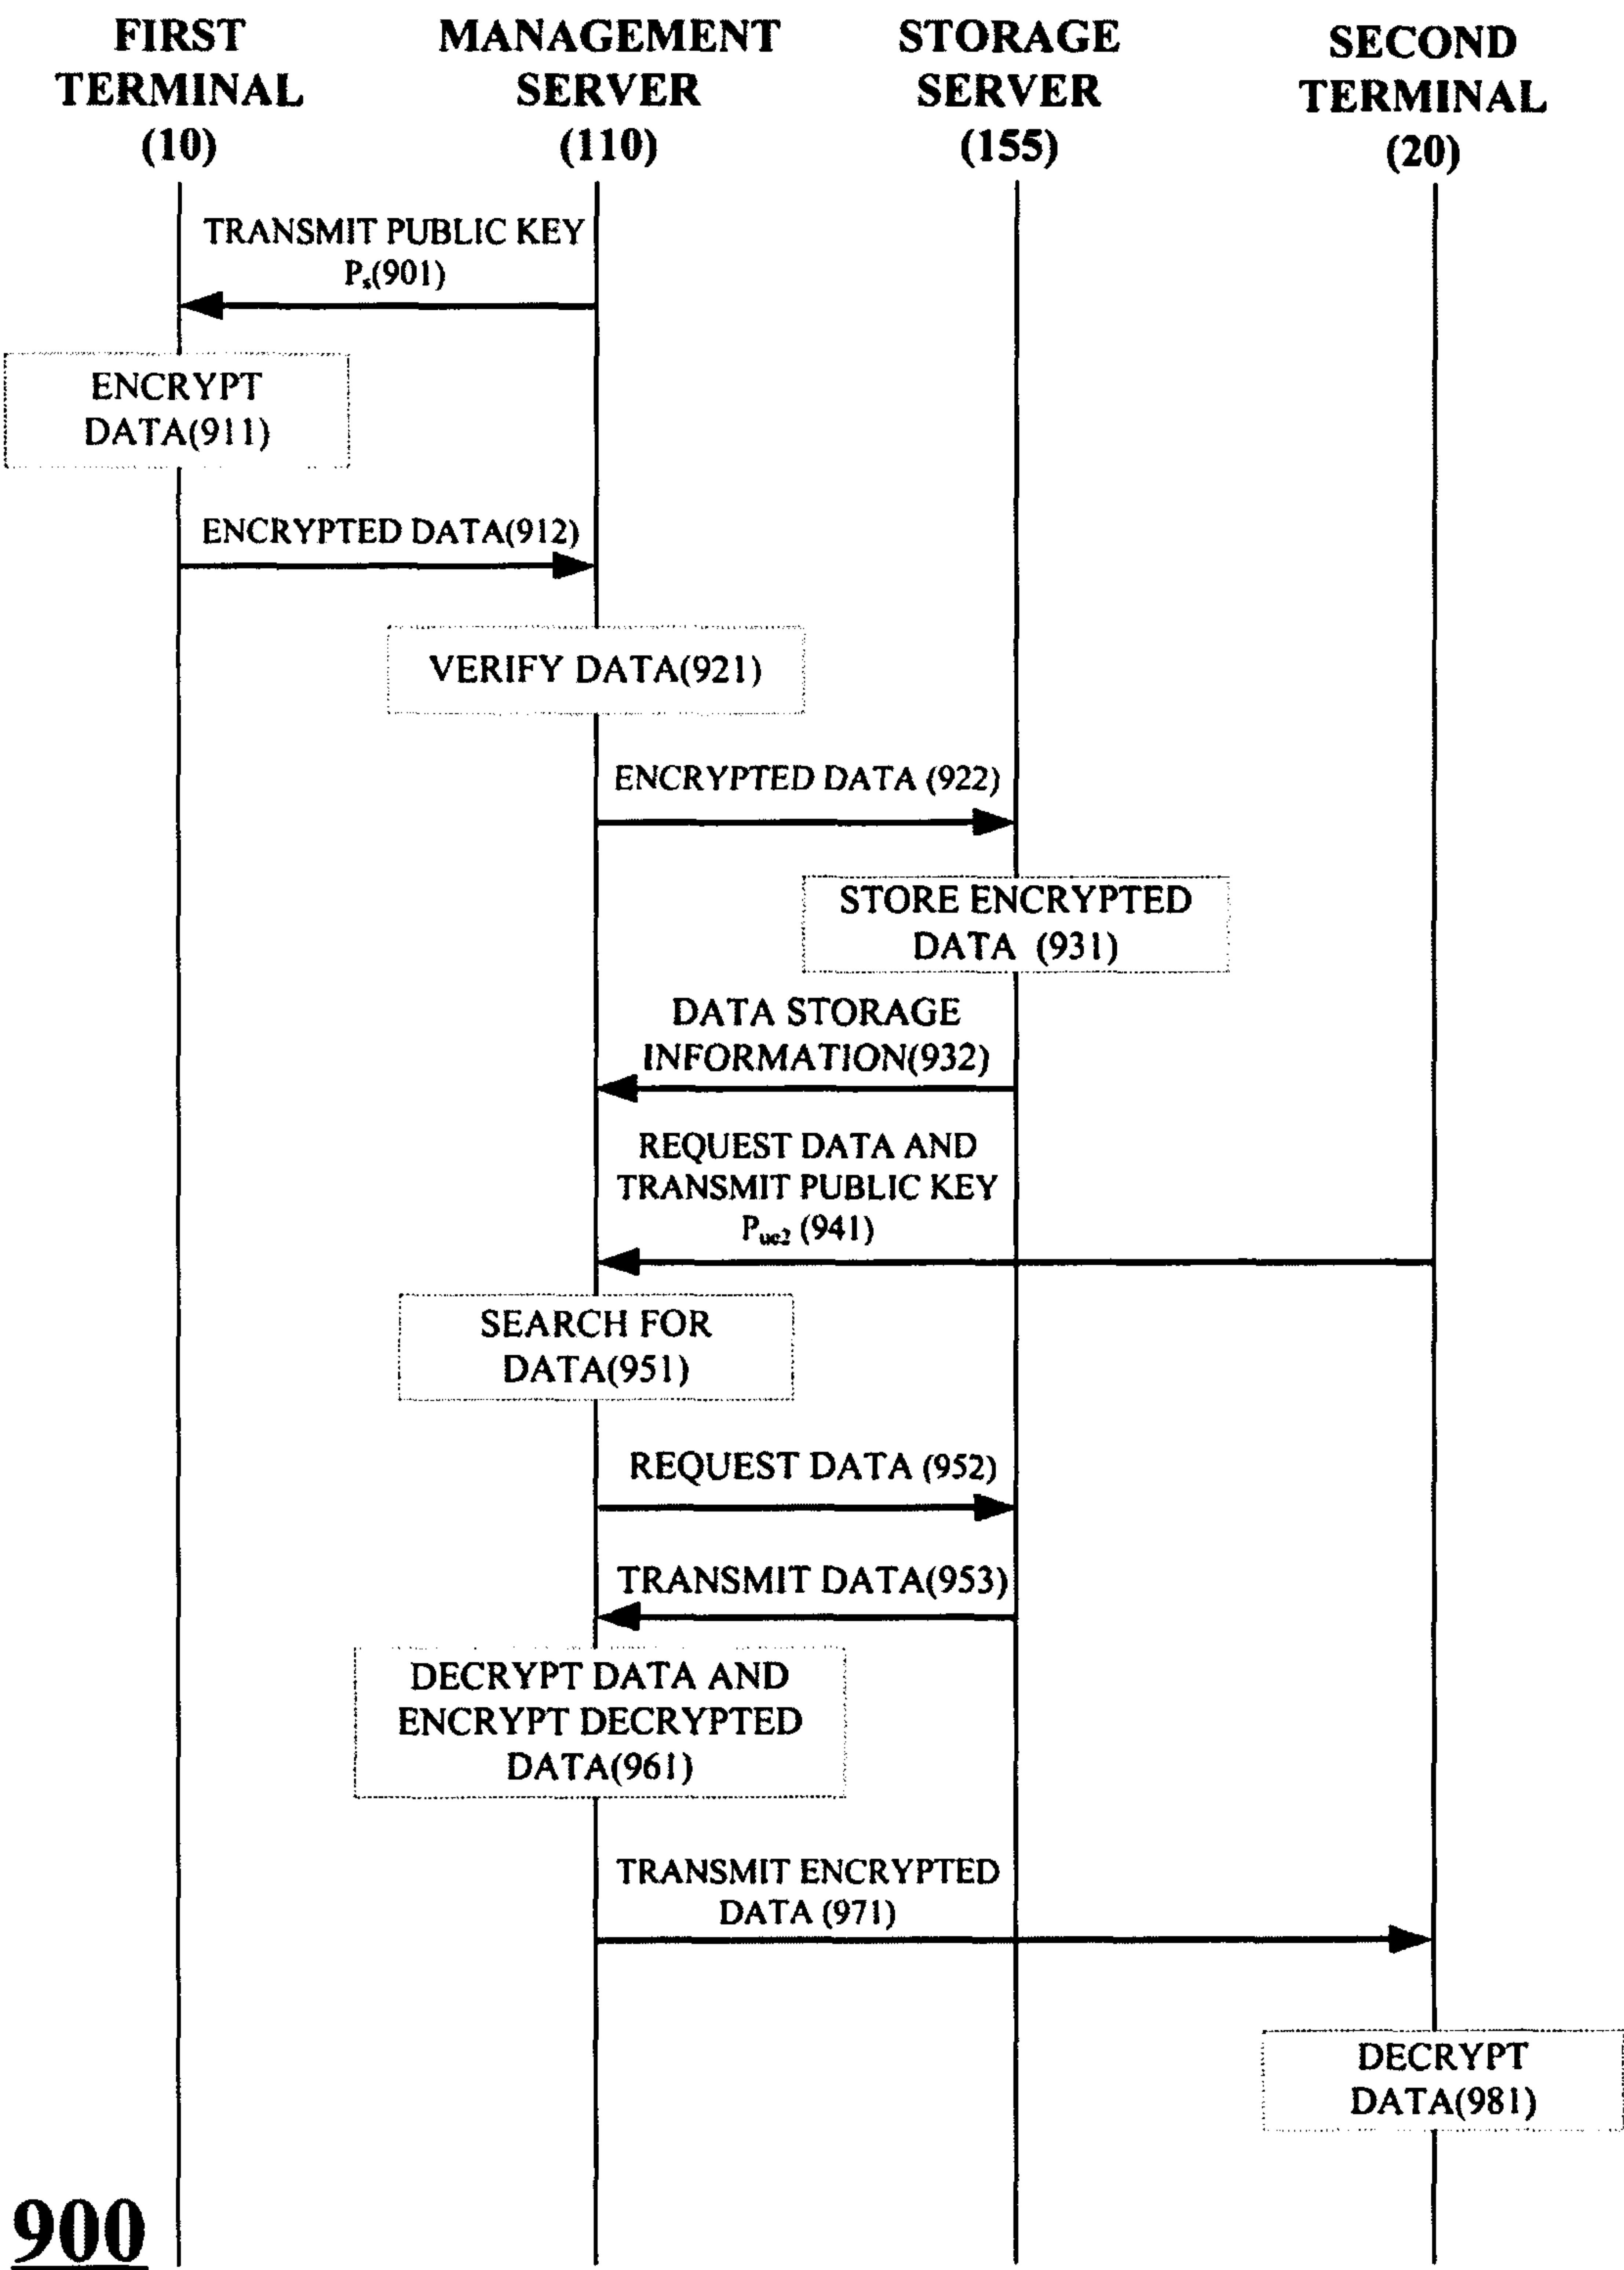 FIRST
TERMINAL
(10)
MANAGEMENT
SERVER
(110)
STORAGE
SERVER
(155)
SECOND
TERMINAL
(20)
TRANSMIT PUBLIC KEY
Ps(901)
ENCRYPT
DATA(911)
ENCRYPTED DATA(912)
VERIFY DATA(921)
ENCRYPTED DATA (922)
STORE ENCRYPTED
DATA (931)
DATA STORAGE
INFORMATION(932)
REQUEST DATA AND
TRANSMIT PUBLIC KEY
Pue2 (941)
SEARCH FOR
DATA(951)
REQUEST DATA (952)
TRANSMIT DATA(953)
DECRYPT DATA AND
ENCRYPT DECRYPTED
DATA(961)
TRANSMIT ENCRYPTED
DATA (971)
DECRYPT
DATA(981)
900